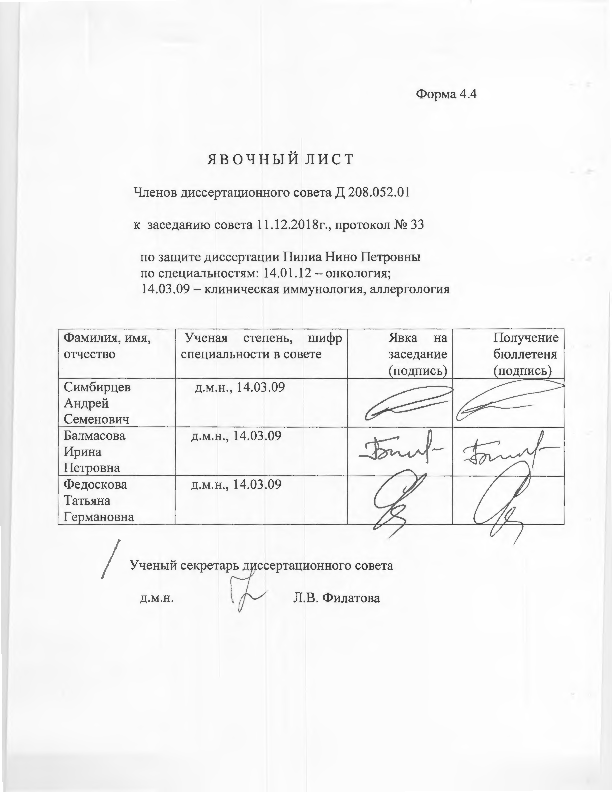 Форма 4.4
ЯВОЧНЫЙ ЛИСТ
Членов диссертационного совета Д 208.052.01
к заседанию совета 11.12.2018г., протокол № 33
по защите диссертации Пипиа Нино Петровны
по специальностям: 14.01.12 – онкология;
14.03.09 – клиническая иммунология, аллергология
Фамилия, имя,
отчество
Ученая степень, шифр
специальности в совете
Явка на
заседание
(подпись)
Получение
бюллетеня
(подпись)
Симбирцев
Андрей
Семенович
д.м.н., 14.03.09
Балмасова
Ирина
Петровна
д.м.н., 14.03.09
Федоскова
Татьяна
Германовна
д.м.н., 14.03.09
Ученый секретарь диссертационного совета
д.м.н. Л.В. Филатова